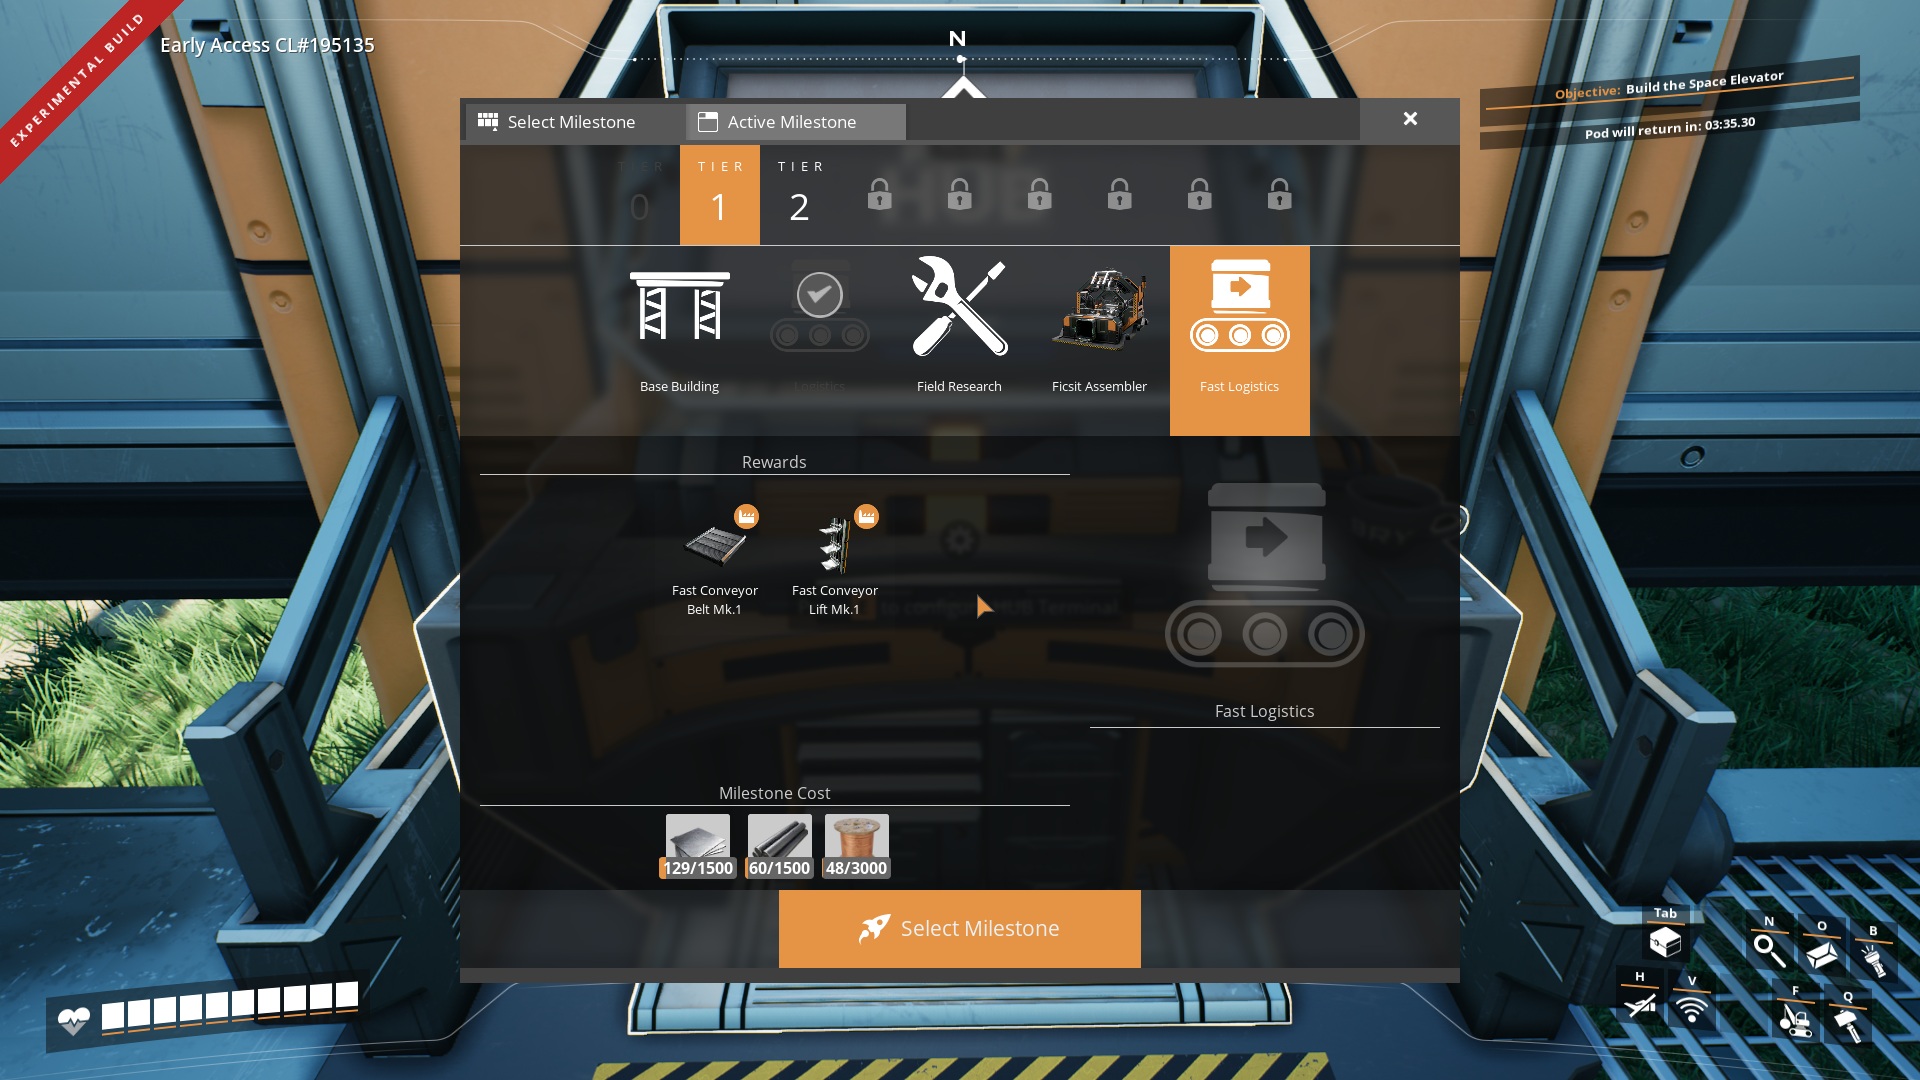 EXPERIMENTAL BUILD
Early Access CL#195135
N
Objective: Build the Space Elevator
Pod will return in: 03:35.30
Select Milestone
Active Milestone
TIER TIER TIER
0 1 2
Base Building
Logistics
Field Research
Ficsit Assembler
Fast Logistics
Rewards
Fast Conveyor
Belt Mk.1
Fast Conveyor
Lift Mk.1
Fast Logistics
Milestone Cost
129/1500 60/1500 48/3000
Select Milestone
Tab
N O B
H V
F Q